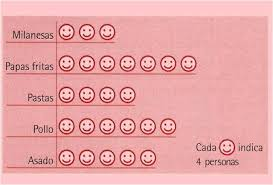 Milanesas
Papas fritas
Pastas
Pollo
Asado
Cada indica
4 personas